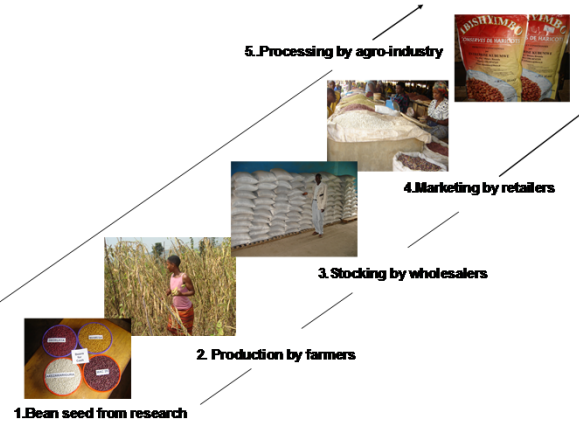 5..Processing by agro-industry
4.Marketing by retailers
3.Stocking by wholesalers
2. Production by farmers
1.Bean seed from research